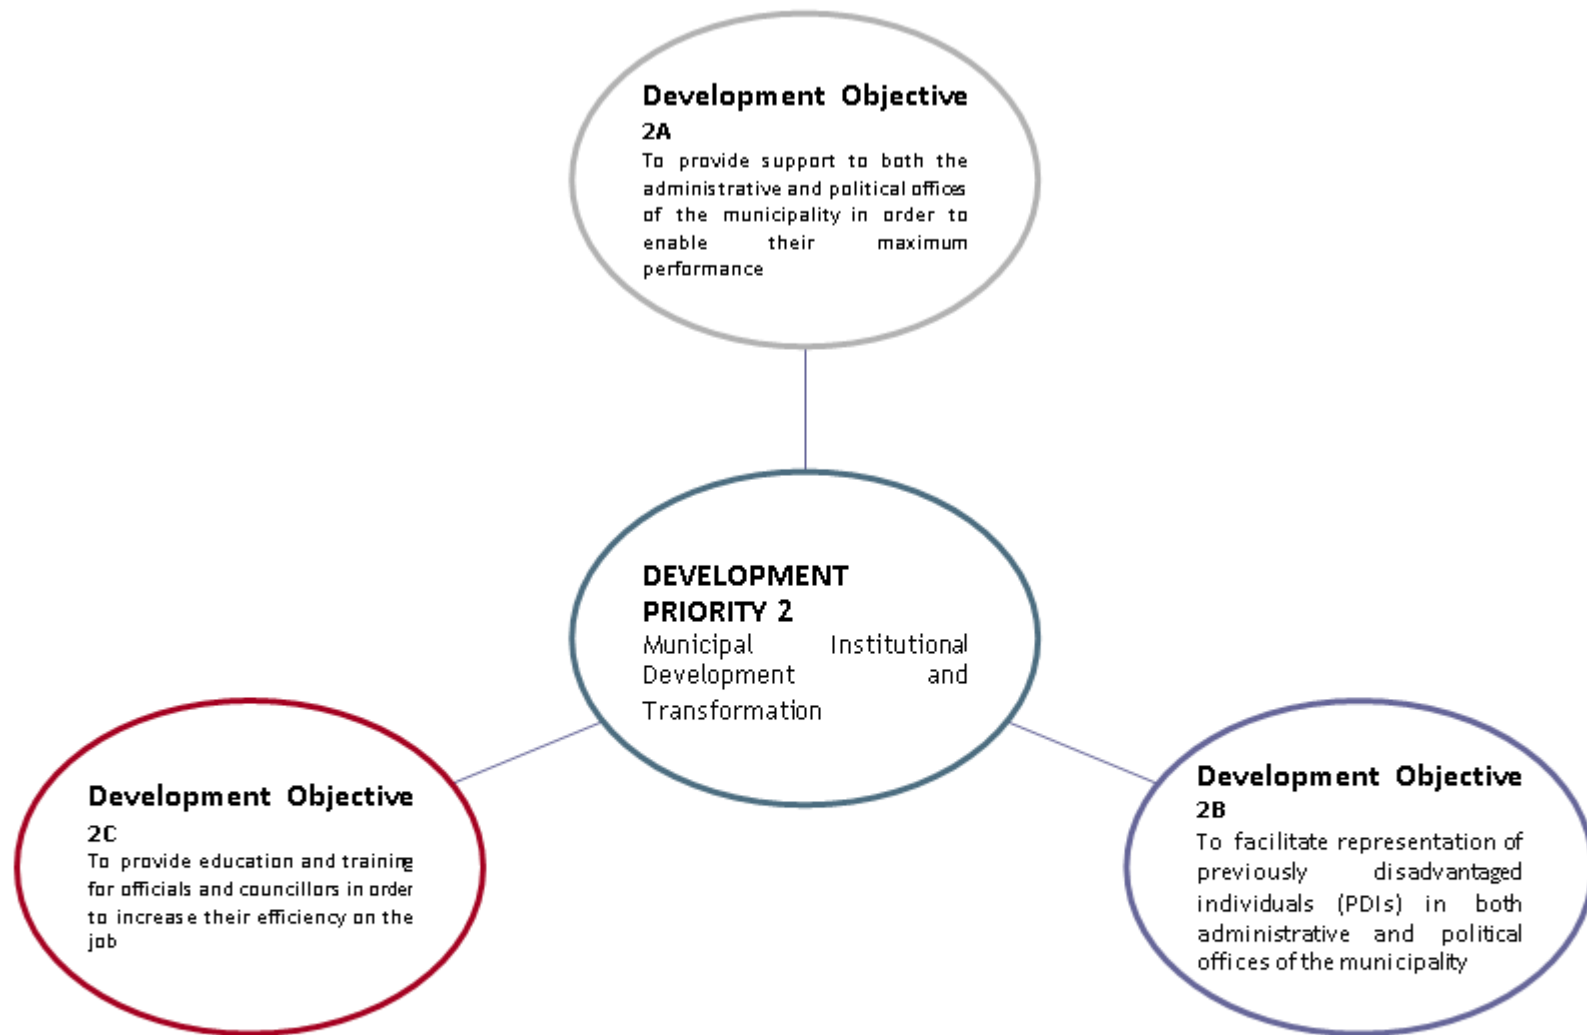 Development Objective
2A
To provide support to both the
administrative and political offices
of the municipality in order to
enable their maximum
performance
DEVELOPMENT
PRIORITY 2
Municipal Institutional
Development and
Transformation
Development Objective
2C
To provide education and training
for officials and councillors in order
to increase their efficiency on the
job
Development Objective
2B
To facilitate representation of
previously disadvantaged
individuals (PDIs) in both
administrative and political
offices of the municipality